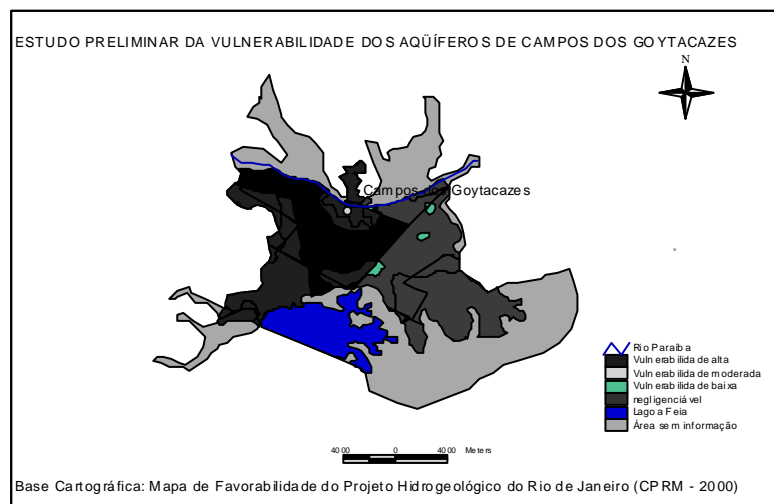 ESTUDO PRELIMINAR DA VULNERABILIDADE DOS AQÜÍFEROS DE CAMPOS DOS GOYTACAZES
N
Campos dos Goytacazes
Rio Paraíba
Vulnerabilidade alta
Vulnerabilidade moderada
Vulnerabilidade baixa
negligenciável
Lagoa Feia
Área sem informação
4000 0 4000 Meters
Base Cartográfica: Mapa de Favorabilidade do Projeto Hidrogeológico do Rio de Janeiro (CPRM - 2000)